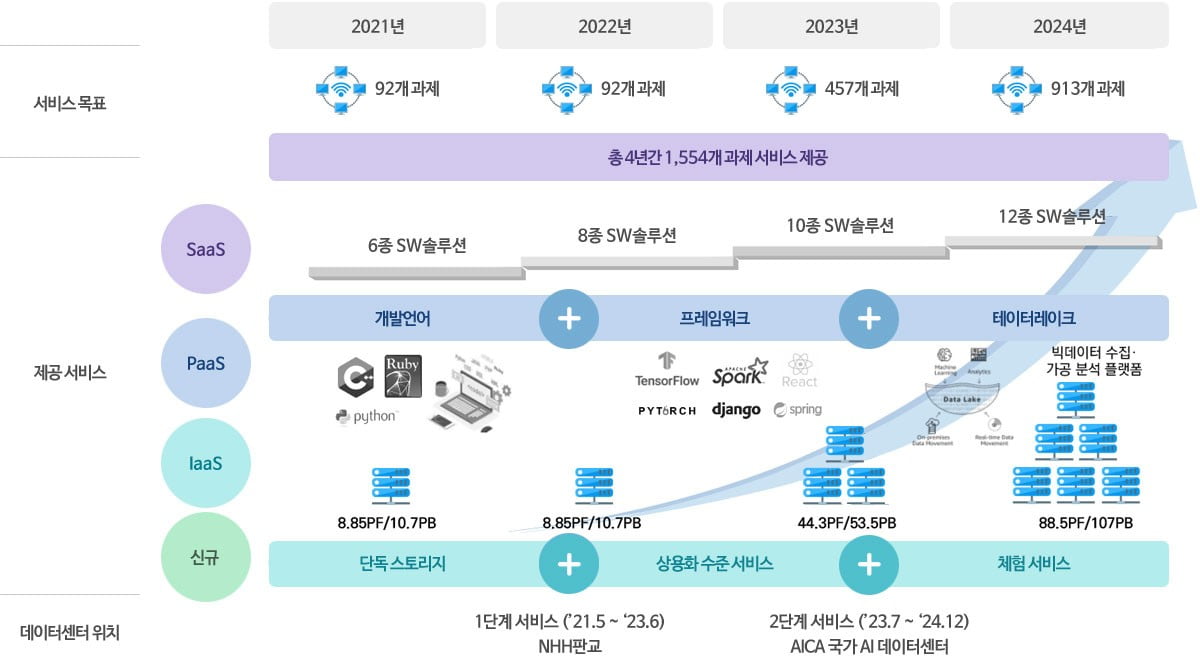 2021년
2022년
2023년
2024년
서비스 목표
92개 과제
92개 과제
457개 과제
913개 과제
총 4년간 1,554개 과제 서비스 제공
제공 서비스
SaaS
6종 SW솔루션
8종 SW솔루션
10종 SW솔루션
12종 SW솔루션
PaaS
개발언어
+
프레임워크
+
테이터레이크
C
Ruby
python
TensorFlow
APACHE
Spark
React
PYTORCH
django
spring
Machine
Learning
Analytics
Data Lake
On-premises
Data Movement
Real-time Data
Movement
빅데이터 수집·
가공 분석 플랫폼
IaaS
8.85PF/10.7PB
8.85PF/10.7PB
44.3PF/53.5PB
88.5PF/107PB
신규
단독 스토리지
+
상용화 수준 서비스
+
체험 서비스
데이터센터 위치
1단계 서비스 (’21.5 ~ ‘23.6)
NHH판교
2단계 서비스 (’23.7 ~ ‘24.12)
AICA 국가 AI 데이터센터